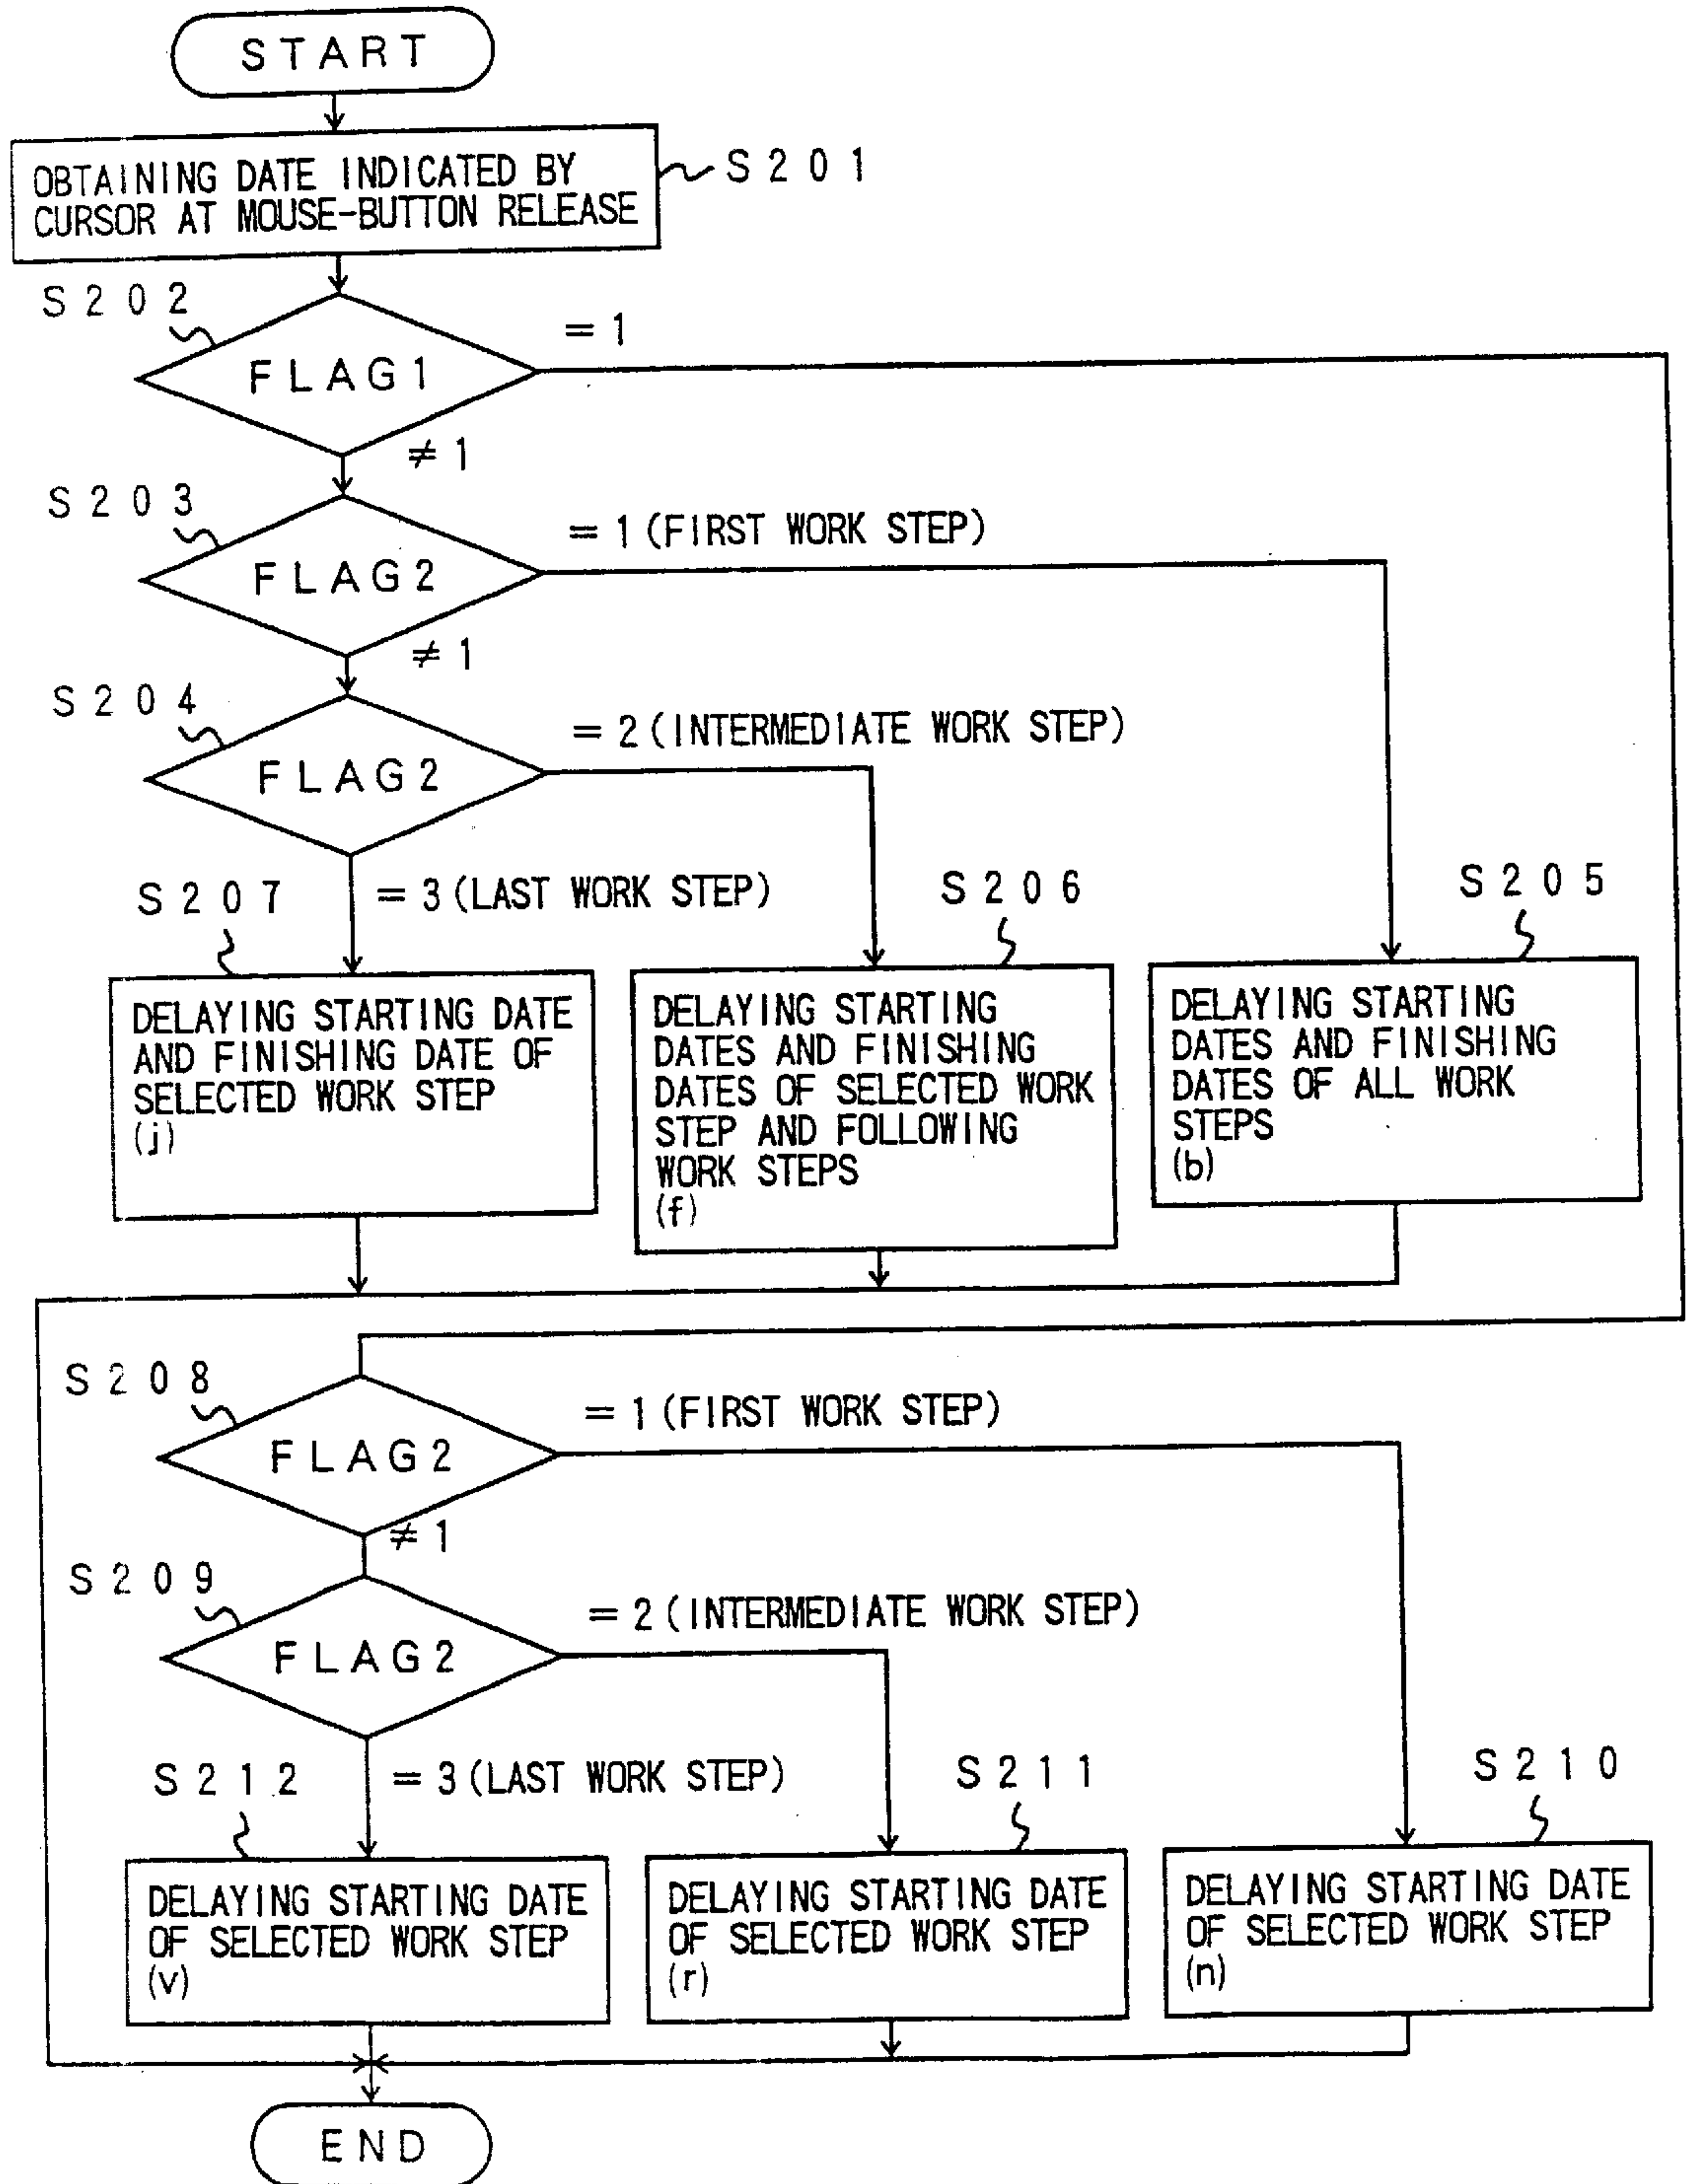 START
OBTAINING DATE INDICATED BY
CURSOR AT MOUSE-BUTTON RELEASE
S201
S202
FLAG1
= 1
≠ 1
S203
FLAG2
= 1 (FIRST WORK STEP)
≠ 1
S204
FLAG2
= 2 (INTERMEDIATE WORK STEP)
S207
= 3 (LAST WORK STEP)
S206
S205
DELAYING STARTING DATE
AND FINISHING DATE OF
SELECTED WORK STEP
(j)
DELAYING STARTING
DATES AND FINISHING
DATES OF SELECTED WORK
STEP AND FOLLOWING
WORK STEPS
(f)
DELAYING STARTING
DATES AND FINISHING
DATES OF ALL WORK
STEPS
(b)
S208
FLAG2
= 1 (FIRST WORK STEP)
≠ 1
S209
FLAG2
= 2 (INTERMEDIATE WORK STEP)
S212
= 3 (LAST WORK STEP)
S211
S210
DELAYING STARTING DATE
OF SELECTED WORK STEP
(v)
DELAYING STARTING DATE
OF SELECTED WORK STEP
(r)
DELAYING STARTING DATE
OF SELECTED WORK STEP
(n)
END